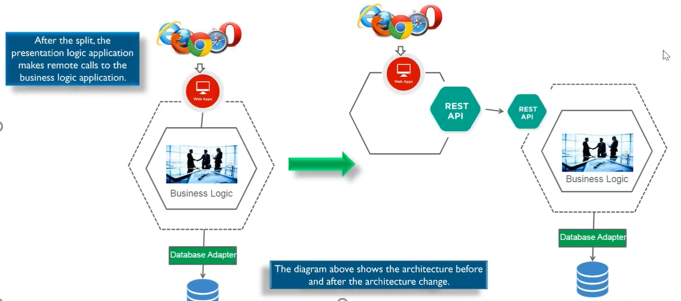 After the split, the
presentation logic application
makes remote calls to the
business logic application.
Web Apps
Business Logic
Database Adapter
Web Apps
REST
API
REST
API
Business Logic
Database Adapter
The diagram above shows the architecture before
and after the architecture change.